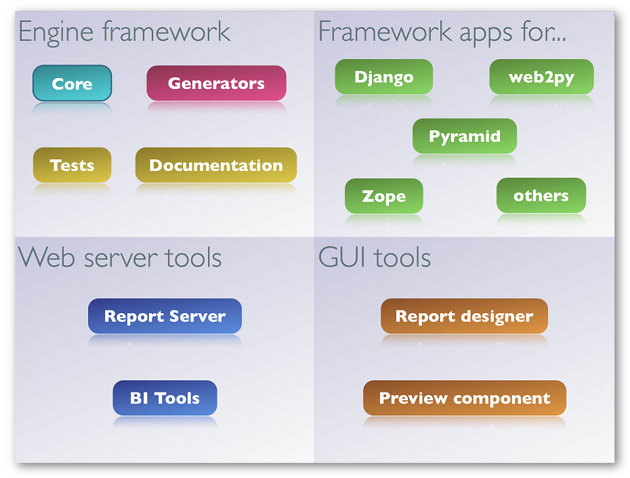 Engine framework
Core
Generators
Tests
Documentation
Framework apps for...
Django
web2py
Pyramid
Zope
others
Web server tools
Report Server
BI Tools
GUI tools
Report designer
Preview component